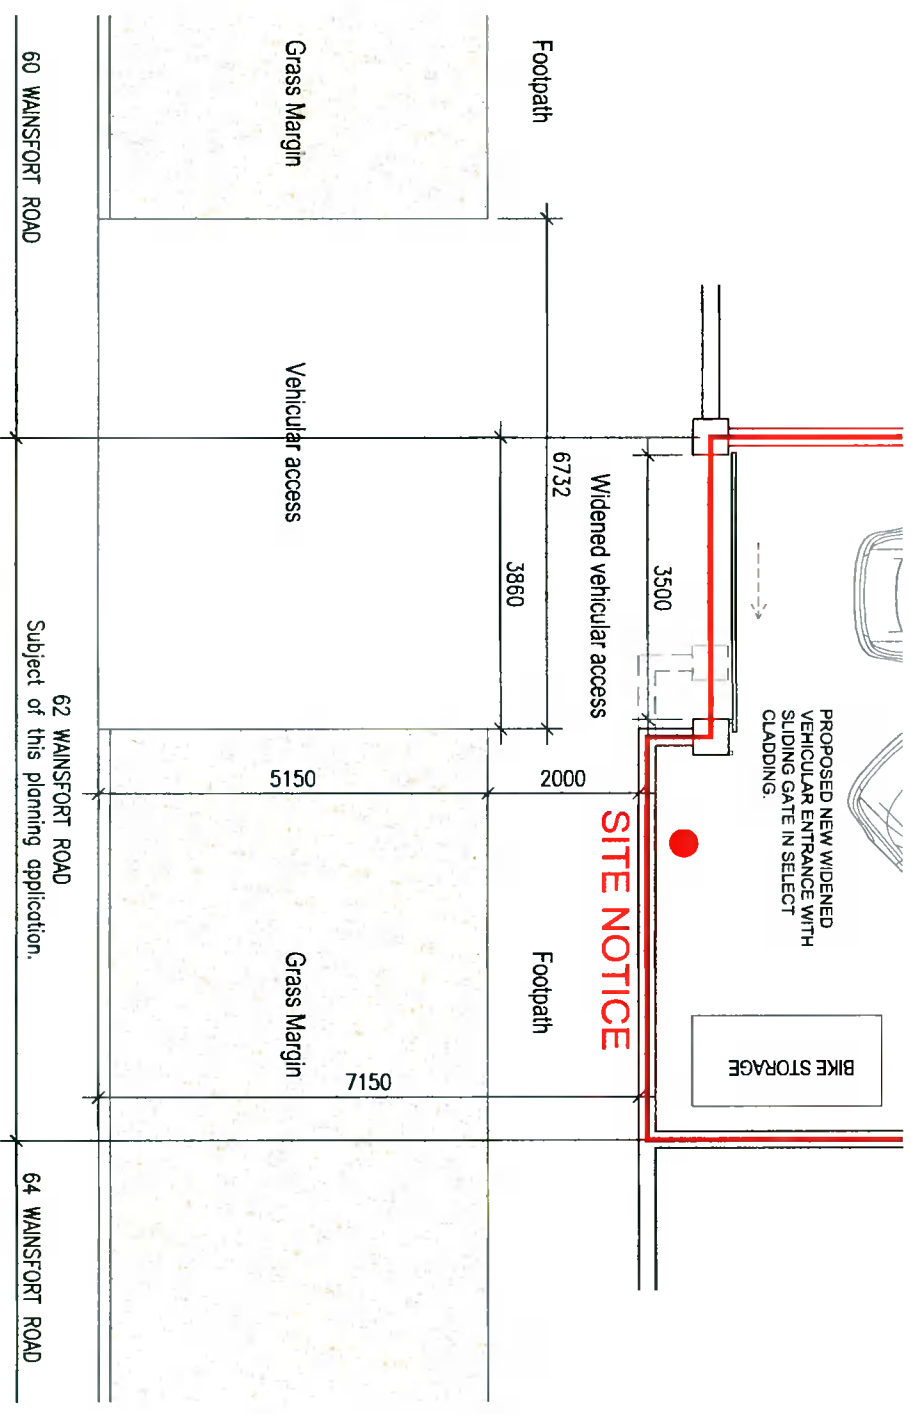 PROPOSED NEW WIDENED
VEHICULAR ENTRANCE WITH
SLIDING GATE IN SELECT
CLADDING.
BIKE STORAGE
3500
Widened vehicular access
SITE NOTICE
6732
3860
Footpath
Footpath
2000
5150
7150
Grass Margin
Vehicular access
Grass Margin
60 WAINSFORT ROAD
62 WAINSFORT ROAD
Subject of this planning application.
64 WAINSFORT ROAD